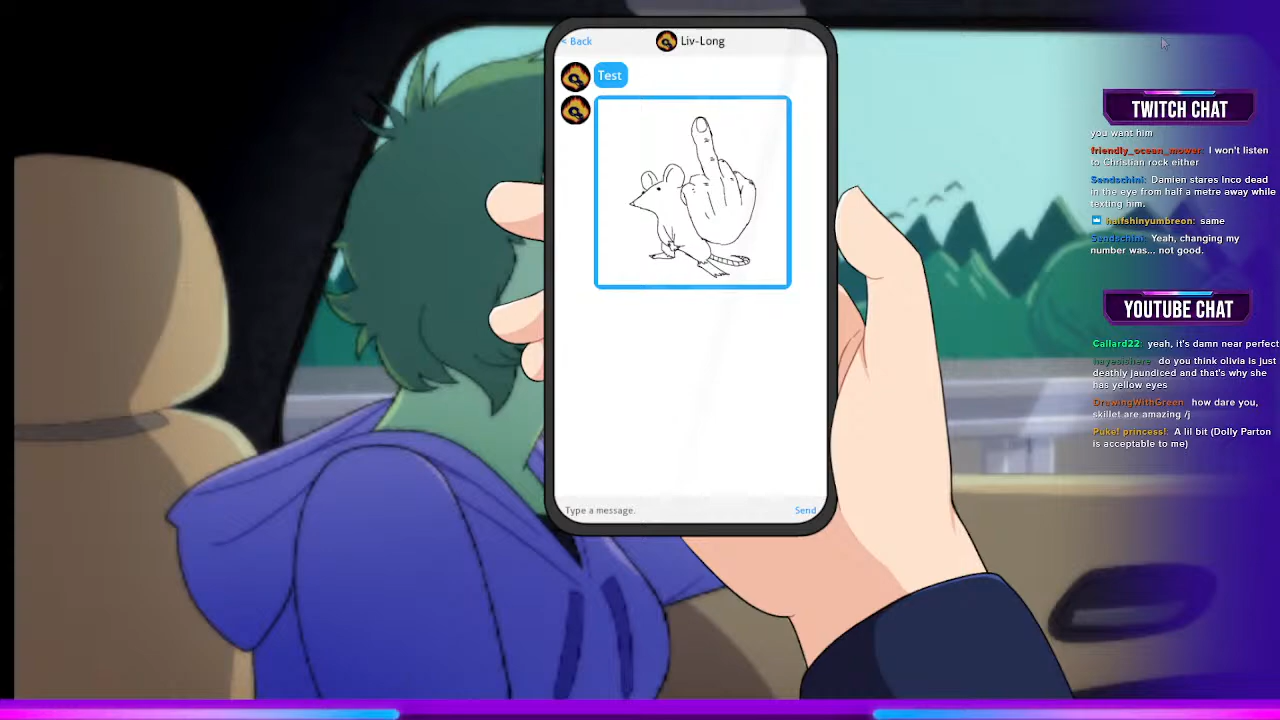 < Back
Liv-Long
Test
Type a message.
Send
TWITCH CHAT
you want him
friendly_ocean_mower: I won't listen
to Christian rock either
Sendschini: Damien stares Inco dead
in the eye from half a metre away while
texting him.
halfshinyumbreon: same
Sendschini: Yeah, changing my
number was... not good.
YOUTUBE CHAT
Callard22: yeah, it's damn near perfect
hayeoishere do you think olivia is just
deathly jaundiced and that's why she
has yellow eyes
DrawingWithGreen how dare you,
skillet are amazing /j
Puke! princess!: A lil bit (Dolly Parton
is acceptable to me)